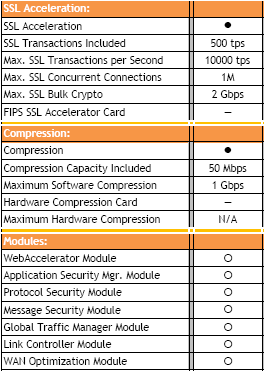 SSL Acceleration:
SSL Acceleration ●
SSL Transactions Included 500 tps
Max. SSL Transactions per Second 10000 tps
Max. SSL Concurrent Connections 1M
Max. SSL Bulk Crypto 2 Gbps
FIPS SSL Accelerator Card —
Compression:
Compression ●
Compression Capacity Included 50 Mbps
Maximum Software Compression 1 Gbps
Hardware Compression Card —
Maximum Hardware Compression N/A
Modules:
WebAccelerator Module ○
Application Security Mgr. Module ○
Protocol Security Module ○
Message Security Module ○
Global Traffic Manager Module ○
Link Controller Module ○
WAN Optimization Module ○